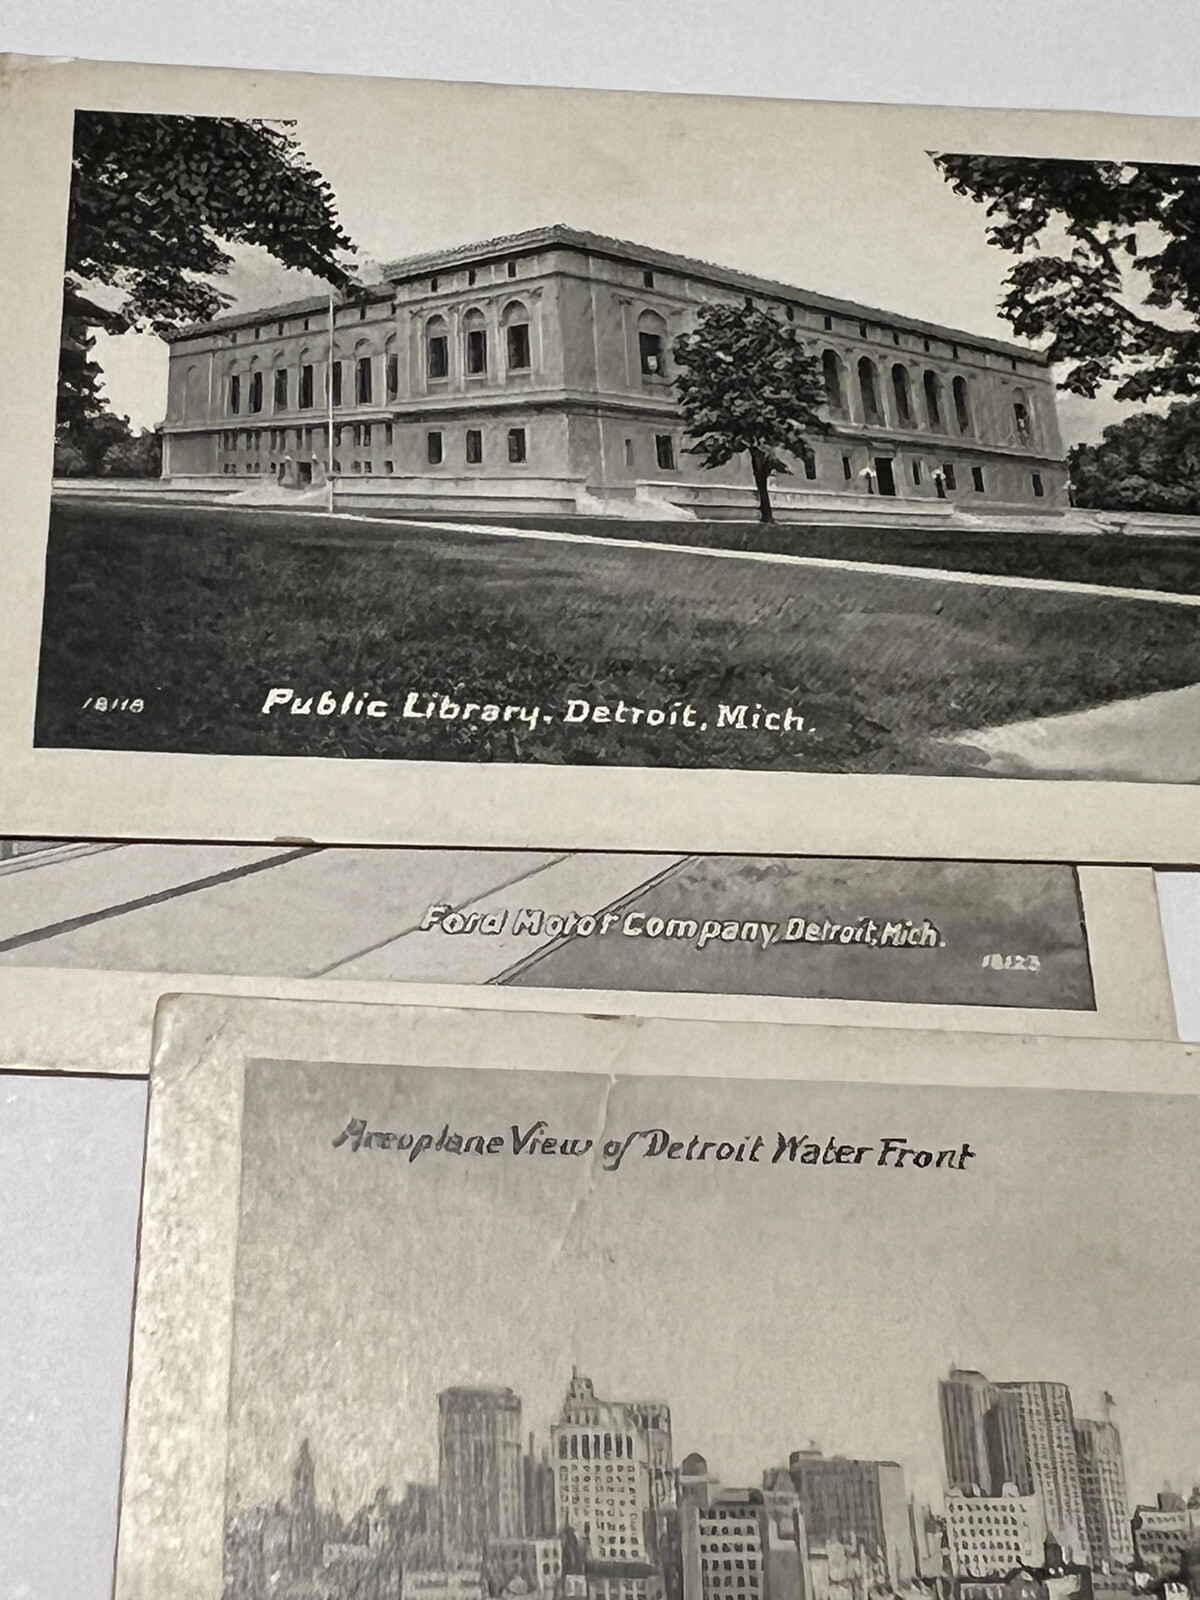 18118
Public Library. Detroit, Mich.
Ford Motor Company, Detroit, Mich.
18123
Areoplane View of Detroit Water Front